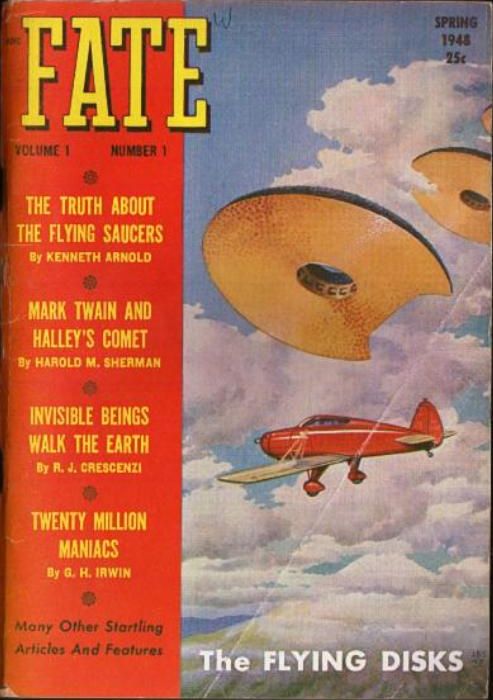 FATE
SPRING
1948
25¢
VOLUME 1 NUMBER 1
THE TRUTH ABOUT
THE FLYING SAUCERS
By KENNETH ARNOLD
MARK TWAIN AND
HALLEY'S COMET
By HAROLD M. SHERMAN
INVISIBLE BEINGS
WALK THE EARTH
By R. J. CRESCENZI
TWENTY MILLION
MANIACS
By G. H. IRWIN
Many Other Startling
Articles And Features
The FLYING DISKS
W